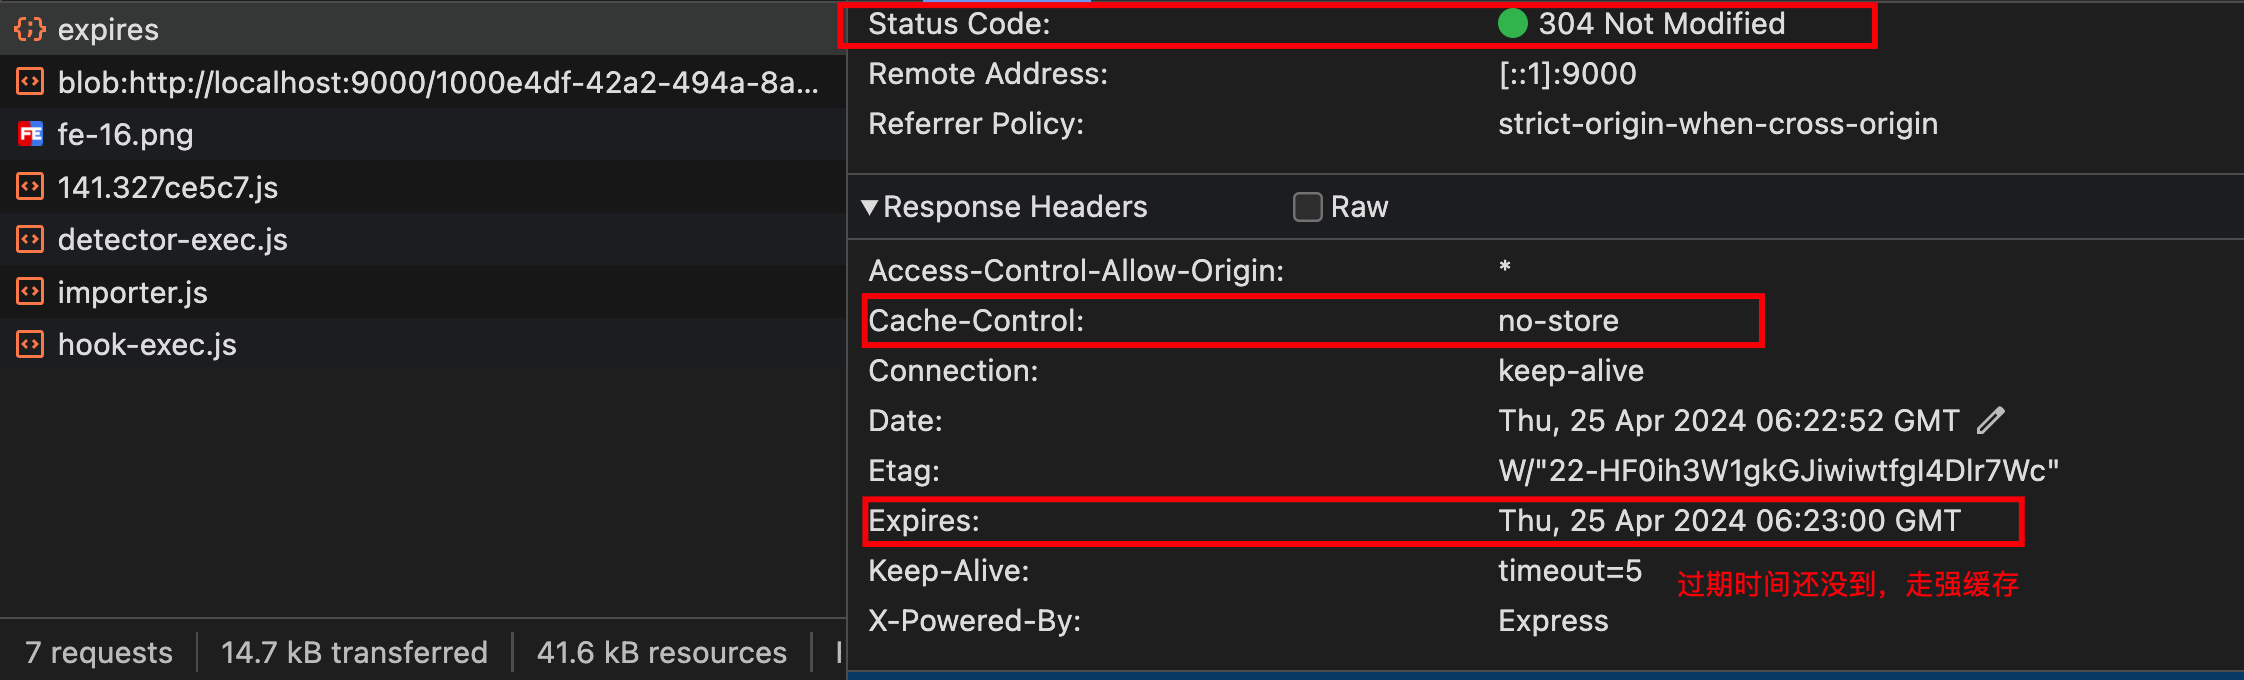 expires
blob:http://localhost:9000/1000e4df-42a2-494a-8a...
fe-16.png
141.327ce5c7.js
detector-exec.js
importer.js
hook-exec.js
7 requests
14.7 kB transferred
41.6 kB resources
Status Code: 304 Not Modified
Remote Address: [::1]:9000
Referrer Policy: strict-origin-when-cross-origin
Response Headers Raw
Access-Control-Allow-Origin: *
Cache-Control: no-store
Connection: keep-alive
Date: Thu, 25 Apr 2024 06:22:52 GMT
Etag: W/"22-HF0ih3W1gkGJiwiwtfgI4Dlr7Wc"
Expires: Thu, 25 Apr 2024 06:23:00 GMT
Keep-Alive: timeout=5
过期时间还没到，走强缓存
X-Powered-By: Express